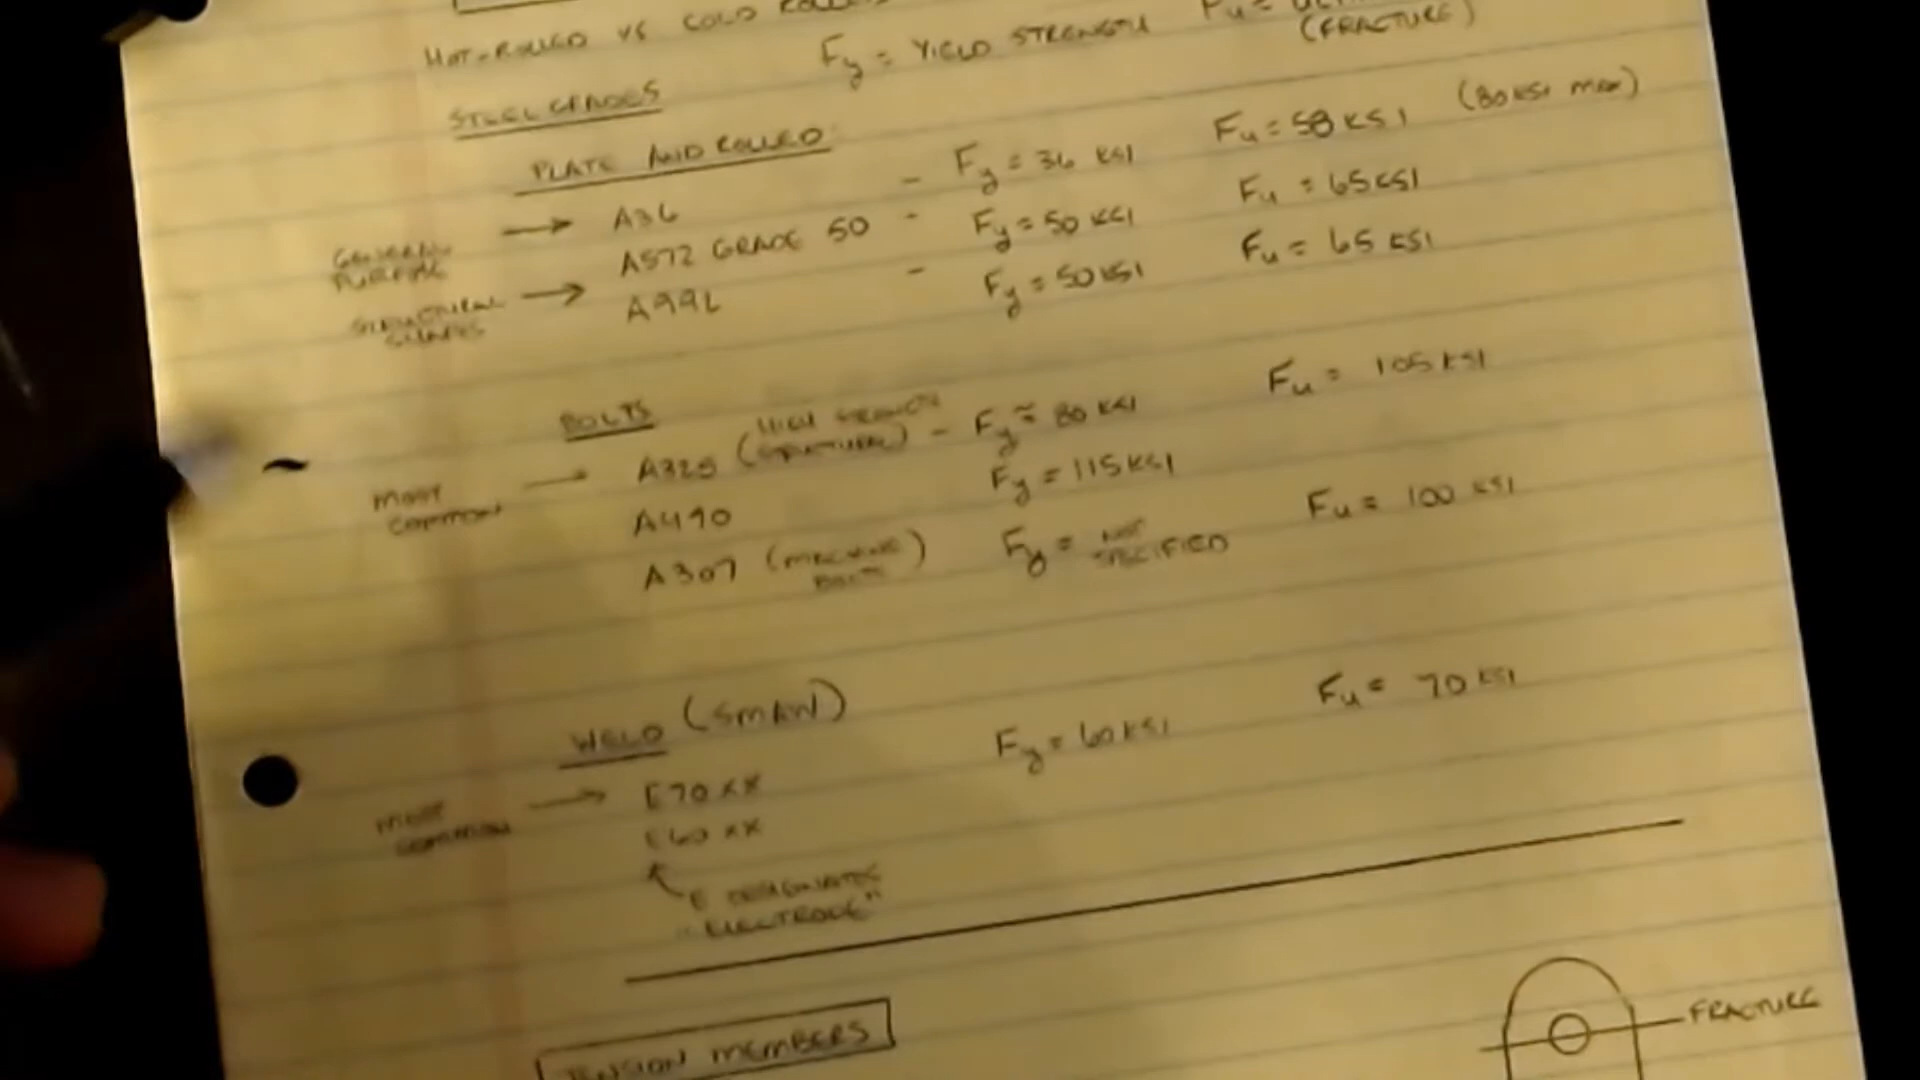 HOT-ROLLED VS COLD ROLLED
Fy = YIELD STRENGTH Fu =
(FRACTURE)
STEEL GRADES
PLATE AND ROLLED
GENERAL PURPOSE → A36 - Fy = 36 KSI Fu = 58 KSI (80 KSI MAX)
A572 GRADE 50 - Fy = 50 KSI Fu = 65 KSI
STRUCTURAL SHAPES → A992 - Fy = 50 KSI Fu = 65 KSI
BOLTS
MOST COMMON → A325 (HIGH STRENGTH STRUCTURAL) - Fy ≈ 80 KSI Fu = 105 KSI
A490 Fy = 115 KSI
A307 (MACHINE BOLTS) Fy = NOT SPECIFIED Fu = 100 KSI
WELD (SMAW)
MOST COMMON → E70XX Fy = 60 KSI Fu = 70 KSI
E60XX
E DESIGNATES
"ELECTRODE"
TENSION MEMBERS
FRACTURE